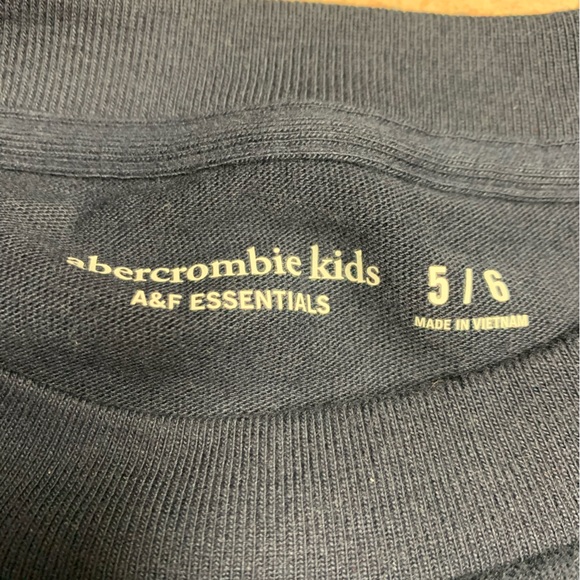 abercrombie kids
A&F ESSENTIALS
5 / 6
MADE IN VIETNAM